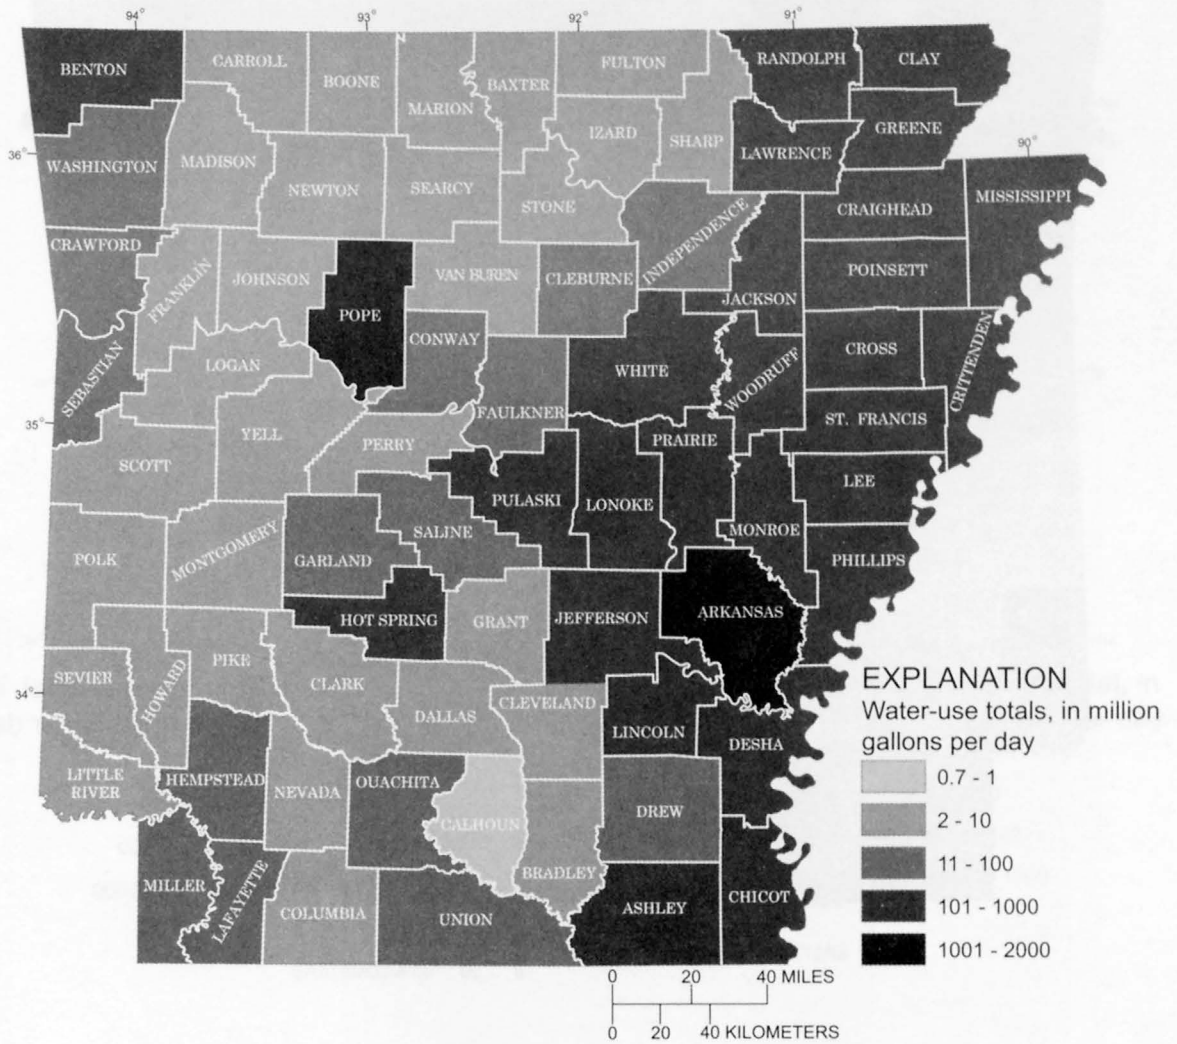 94°
93°
92°
91°
BENTON
CARROLL
BOONE
MARION
BAXTER
FULTON
RANDOLPH
CLAY
IZARD
SHARP
GREENE
LAWRENCE
36°
90°
WASHINGTON
MADISON
NEWTON
SEARCY
STONE
INDEPENDENCE
CRAIGHEAD
MISSISSIPPI
CRAWFORD
FRANKLIN
JOHNSON
POPE
VAN BUREN
CLEBURNE
JACKSON
POINSETT
SEBASTIAN
LOGAN
CONWAY
FAULKNER
WHITE
WOODRUFF
CROSS
CRITTENDEN
ST. FRANCIS
35°
SCOTT
YELL
PERRY
PULASKI
LONOKE
PRAIRIE
LEE
POLK
MONTGOMERY
GARLAND
SALINE
MONROE
PHILLIPS
HOT SPRING
GRANT
JEFFERSON
ARKANSAS
34°
SEVIER
HOWARD
PIKE
CLARK
DALLAS
CLEVELAND
LINCOLN
DESHA
LITTLE
RIVER
HEMPSTEAD
NEVADA
OUACHITA
CALHOUN
BRADLEY
DREW
MILLER
LAFAYETTE
COLUMBIA
UNION
ASHLEY
CHICOT
EXPLANATION
Water-use totals, in million
gallons per day
0.7 - 1
2 - 10
11 - 100
101 - 1000
1001 - 2000
0 20 40 MILES
0 20 40 KILOMETERS